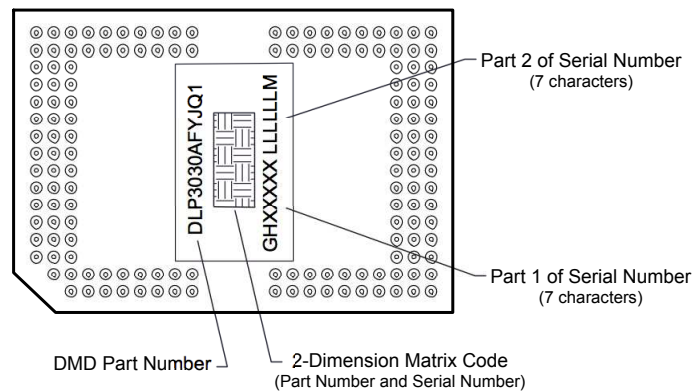 Part 2 of Serial Number
(7 characters)
DLP3030AFYJQ1
GHXXXXX LLLLLLM
Part 1 of Serial Number
(7 characters)
DMD Part Number
2-Dimension Matrix Code
(Part Number and Serial Number)